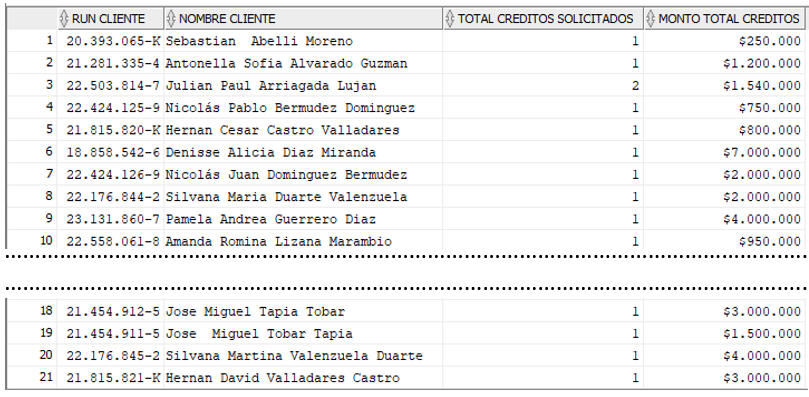 RUN CLIENTE NOMBRE CLIENTE TOTAL CREDITOS SOLICITADOS MONTO TOTAL CREDITOS
1 20.393.065-K Sebastian  Abelli Moreno 1 $250.000
2 21.281.335-4 Antonella Sofia Alvarado Guzman 1 $1.200.000
3 22.503.814-7 Julian Paul Arriagada Lujan 2 $1.540.000
4 22.424.125-9 Nicolás Pablo Bermudez Dominguez 1 $750.000
5 21.815.820-K Hernan Cesar Castro Valladares 1 $800.000
6 18.858.542-6 Denisse Alicia Diaz Miranda 1 $7.000.000
7 22.424.126-9 Nicolás Juan Dominguez Bermudez 1 $2.000.000
8 22.176.844-2 Silvana Maria Duarte Valenzuela 1 $2.000.000
9 23.131.860-7 Pamela Andrea Guerrero Diaz 1 $4.000.000
10 22.558.061-8 Amanda Romina Lizana Marambio 1 $950.000
18 21.454.912-5 Jose Miguel Tapia Tobar 1 $3.000.000
19 21.454.911-5 Jose  Miguel Tobar Tapia 1 $1.500.000
20 22.176.845-2 Silvana Martina Valenzuela Duarte 1 $4.000.000
21 21.815.821-K Hernan David Valladares Castro 1 $3.000.000